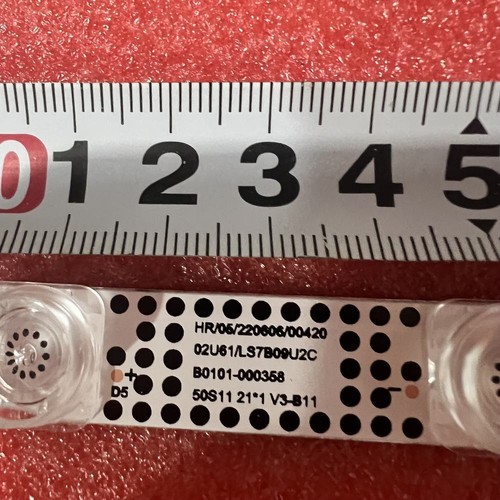 0 1 2 3 4 5
HR/05/220606/00420
02U61/LS7B09U2C
B0101-000358
+ -
D5 50S11 21*1 V3-B11